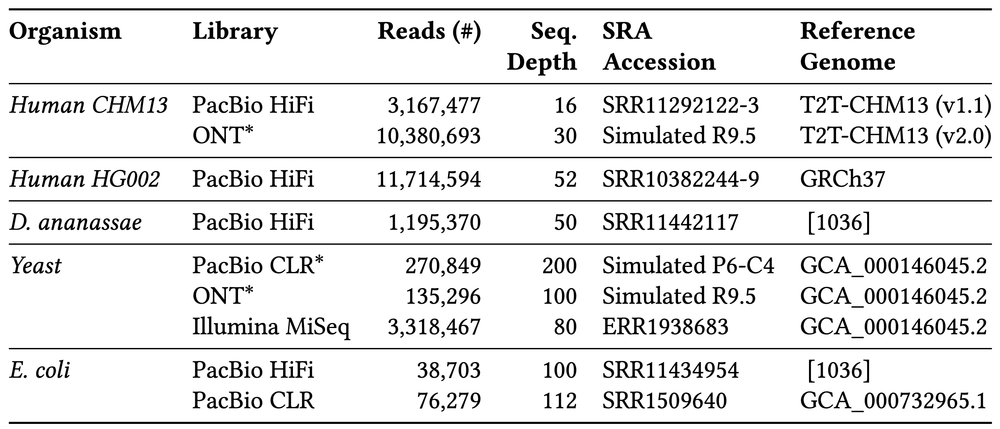 Organism Library Reads (#) Seq. Depth SRA Accession Reference Genome
Human CHM13 PacBio HiFi 3,167,477 16 SRR11292122-3 T2T-CHM13 (v1.1)
ONT* 10,380,693 30 Simulated R9.5 T2T-CHM13 (v2.0)
Human HG002 PacBio HiFi 11,714,594 52 SRR10382244-9 GRCh37
D. ananassae PacBio HiFi 1,195,370 50 SRR11442117 [1036]
Yeast PacBio CLR* 270,849 200 Simulated P6-C4 GCA_000146045.2
ONT* 135,296 100 Simulated R9.5 GCA_000146045.2
Illumina MiSeq 3,318,467 80 ERR1938683 GCA_000146045.2
E. coli PacBio HiFi 38,703 100 SRR11434954 [1036]
PacBio CLR 76,279 112 SRR1509640 GCA_000732965.1